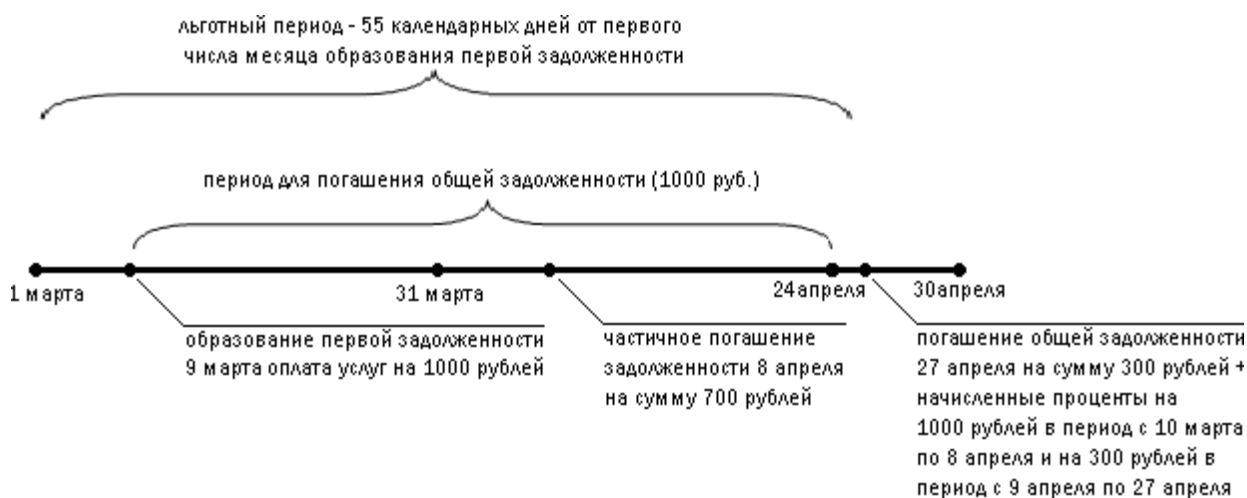 льготный период - 55 календарных дней от первого
числа месяца образования первой задолженности
период для погашения общей задолженности (1000 руб.)
1 марта
31 марта
24апреля
30апреля
образование первой задолженности
9 марта оплата услуг на 1000 рублей
частичное погашение
задолженности 8 апреля
на сумму 700 рублей
погашение общей задолженности
27 апреля на сумму 300 рублей +
начисленные проценты на
1000 рублей в период с 10 марта
по 8 апреля и на 300 рублей в
период с 9 апреля по 27 апреля